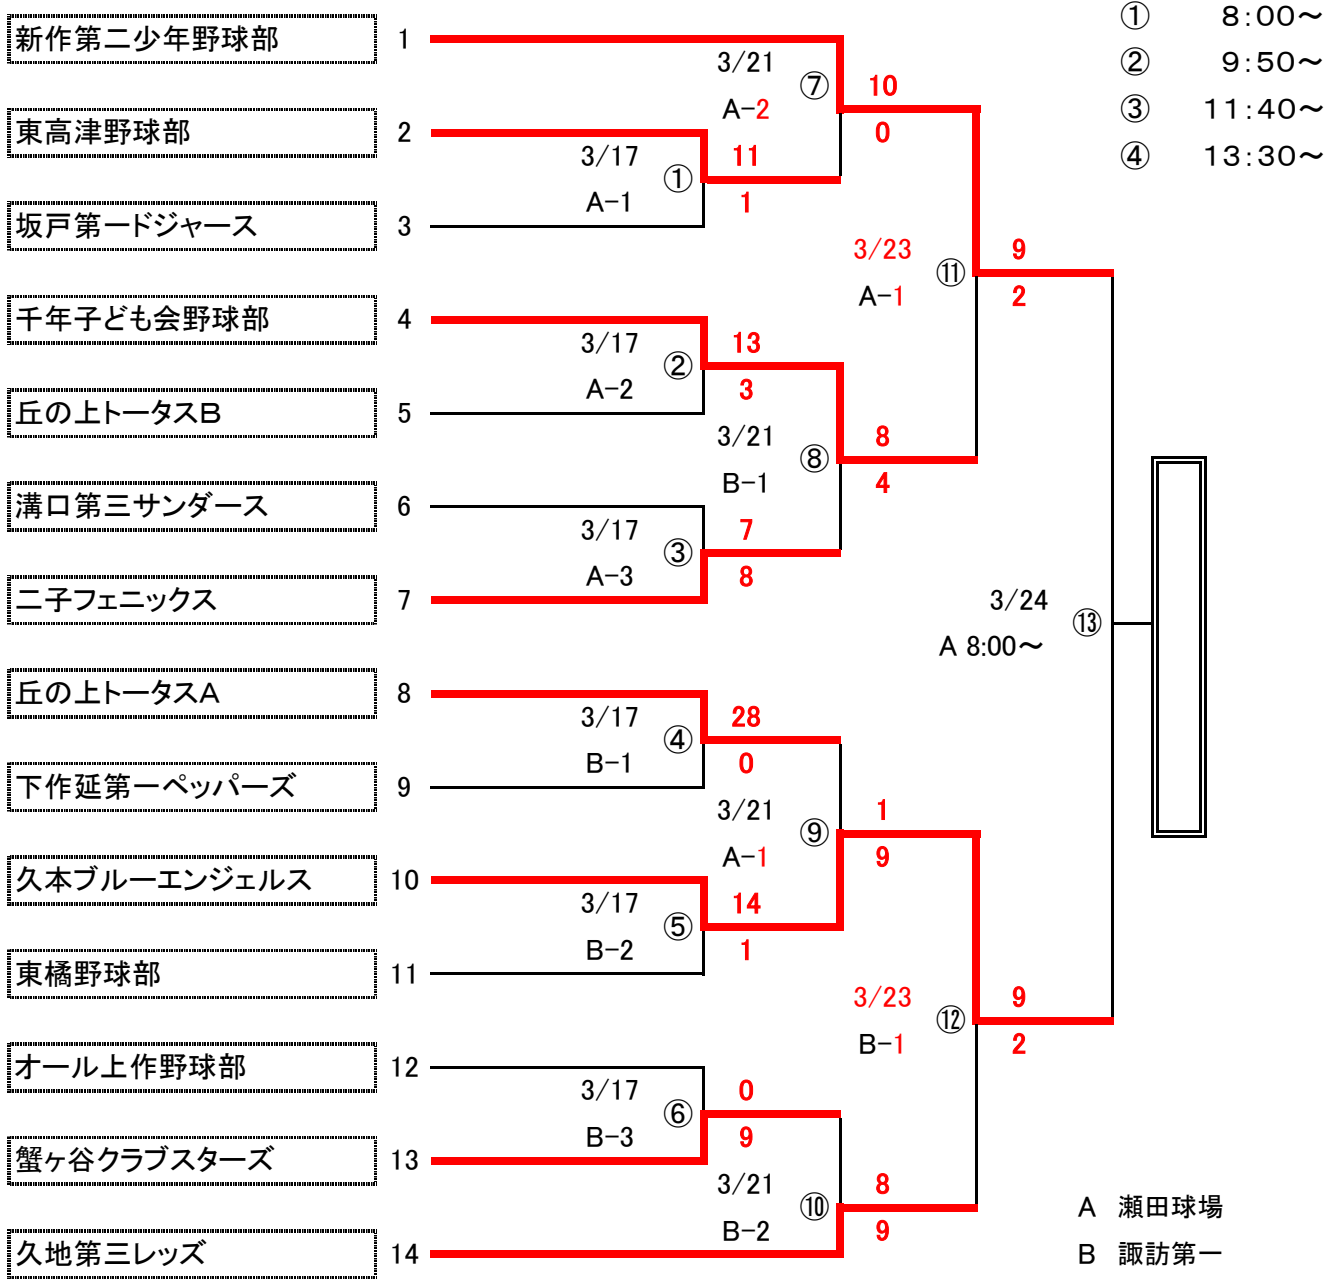 ① 8:00～
② 9:50～
③ 11:40～
④ 13:30～
新作第二少年野球部 1
3/21 ⑦ 10
A-2 0
東高津野球部 2
3/17 ① 11
A-1 1
坂戸第一ドジャース 3
3/23 ⑪ 9
A-1 2
千年子ども会野球部 4
3/17 ② 13
A-2 3
丘の上トータスB 5
3/21 ⑧ 8
B-1 4
溝口第三サンダース 6
3/17 ③ 7
A-3 8
二子フェニックス 7
3/24 ⑬
A 8:00～
丘の上トータスA 8
3/17 ④ 28
B-1 0
下作延第一ペッパーズ 9
3/21 ⑨ 1
A-1 9
久本ブルーエンジェルス 10
3/17 ⑤ 14
B-2 1
東橘野球部 11
3/23 ⑫ 9
B-1 2
オール上作野球部 12
3/17 ⑥ 0
B-3 9
蟹ヶ谷クラブスターズ 13
3/21 ⑩ 8
B-2 9
久地第三レッズ 14
A 瀬田球場
B 諏訪第一